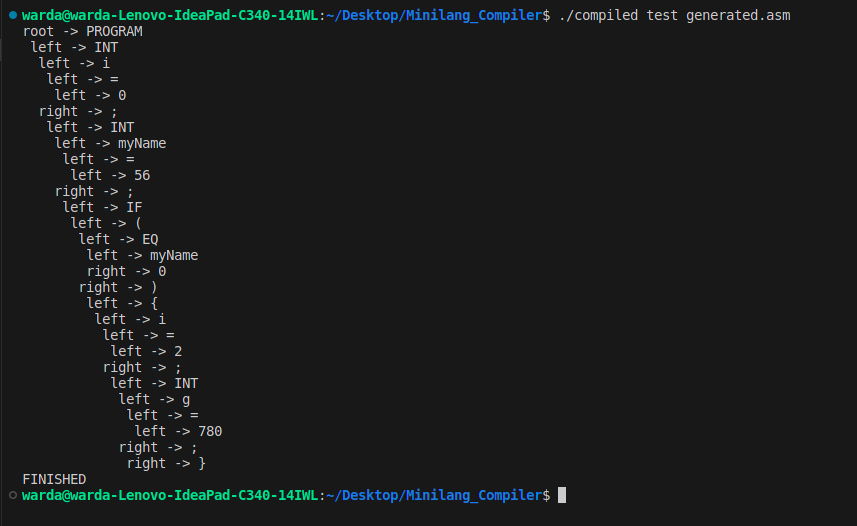 warda@warda-Lenovo-IdeaPad-C340-14IWL:~/Desktop/Minilang_Compiler$ ./compiled test generated.asm
root -> PROGRAM
 left -> INT
  left -> i
   left -> =
    left -> 0
  right -> ;
   left -> INT
    left -> myName
     left -> =
      left -> 56
    right -> ;
     left -> IF
      left -> (
       left -> EQ
        left -> myName
        right -> 0
       right -> )
        left -> {
         left -> i
          left -> =
           left -> 2
          right -> ;
           left -> INT
            left -> g
             left -> =
              left -> 780
            right -> ;
             right -> }
FINISHED
warda@warda-Lenovo-IdeaPad-C340-14IWL:~/Desktop/Minilang_Compiler$